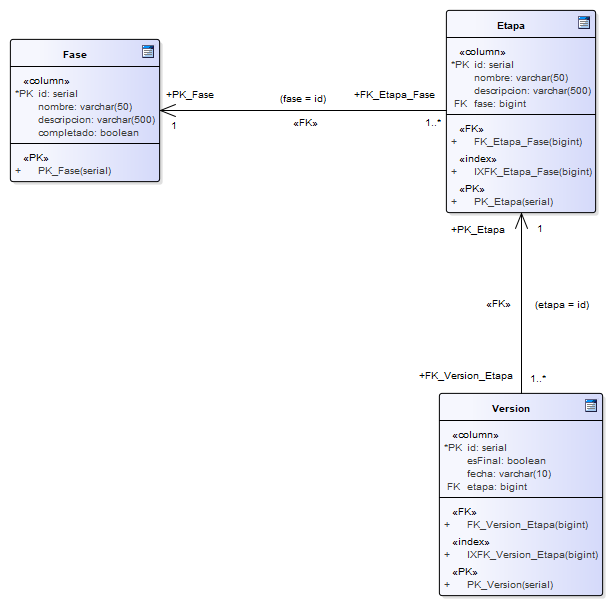 Fase
«column»
*PK id: serial
nombre: varchar(50)
descripcion: varchar(500)
completado: boolean
«PK»
+ PK_Fase(serial)
+PK_Fase
1
(fase = id)
«FK»
+FK_Etapa_Fase
1..*
Etapa
«column»
*PK id: serial
nombre: varchar(50)
descripcion: varchar(500)
FK fase: bigint
«FK»
+ FK_Etapa_Fase(bigint)
«index»
+ IXFK_Etapa_Fase(bigint)
«PK»
+ PK_Etapa(serial)
+PK_Etapa
1
«FK»
(etapa = id)
+FK_Version_Etapa
1..*
Version
«column»
*PK id: serial
esFinal: boolean
fecha: varchar(10)
FK etapa: bigint
«FK»
+ FK_Version_Etapa(bigint)
«index»
+ IXFK_Version_Etapa(bigint)
«PK»
+ PK_Version(serial)